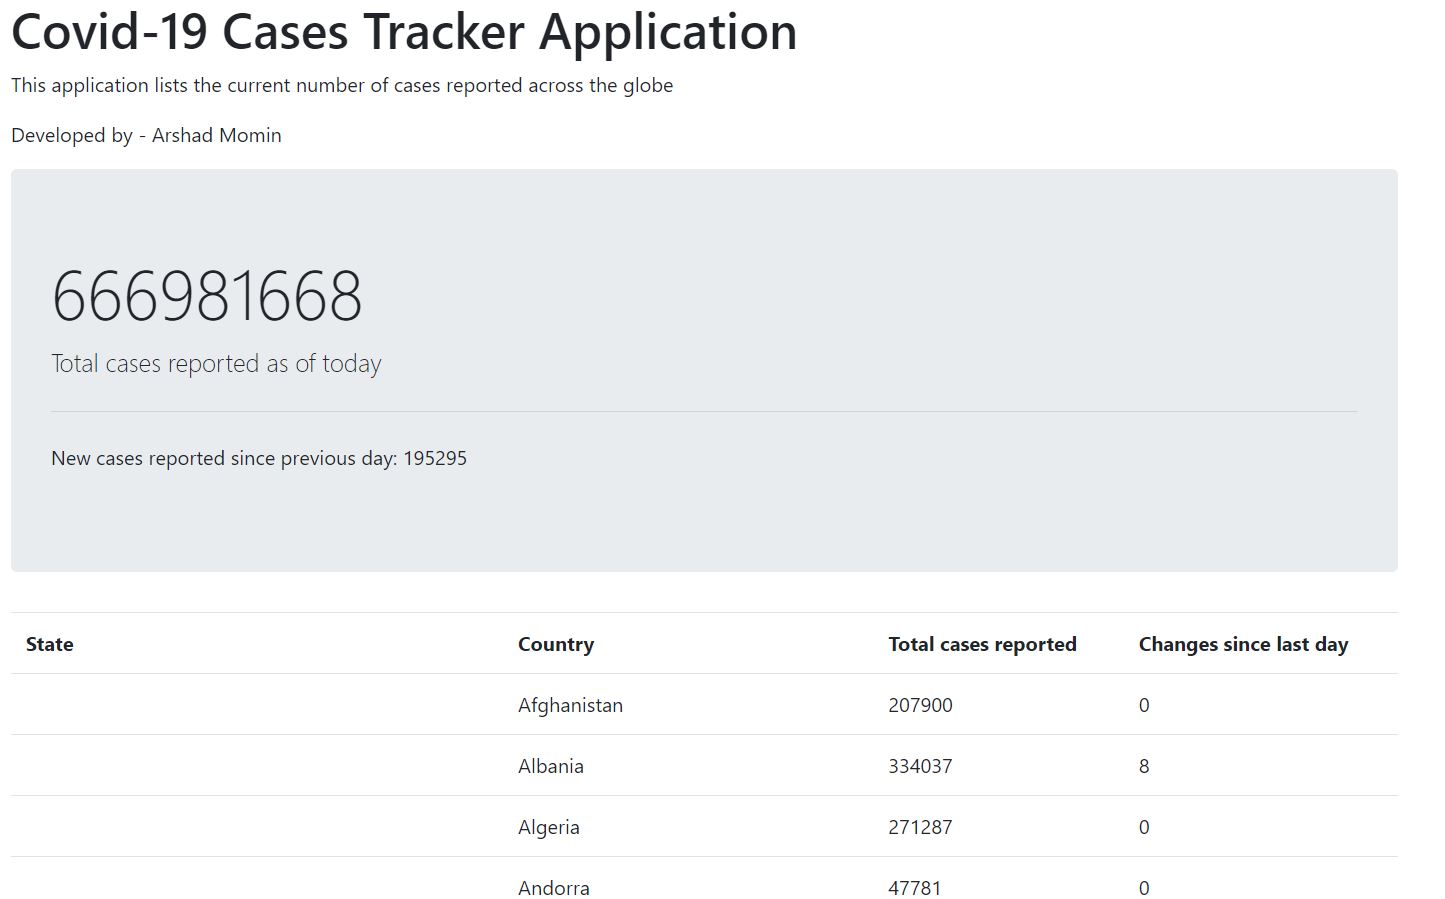 Covid-19 Cases Tracker Application
This application lists the current number of cases reported across the globe
Developed by - Arshad Momin
666981668
Total cases reported as of today
New cases reported since previous day: 195295
State Country Total cases reported Changes since last day
Afghanistan 207900 0
Albania 334037 8
Algeria 271287 0
Andorra 47781 0